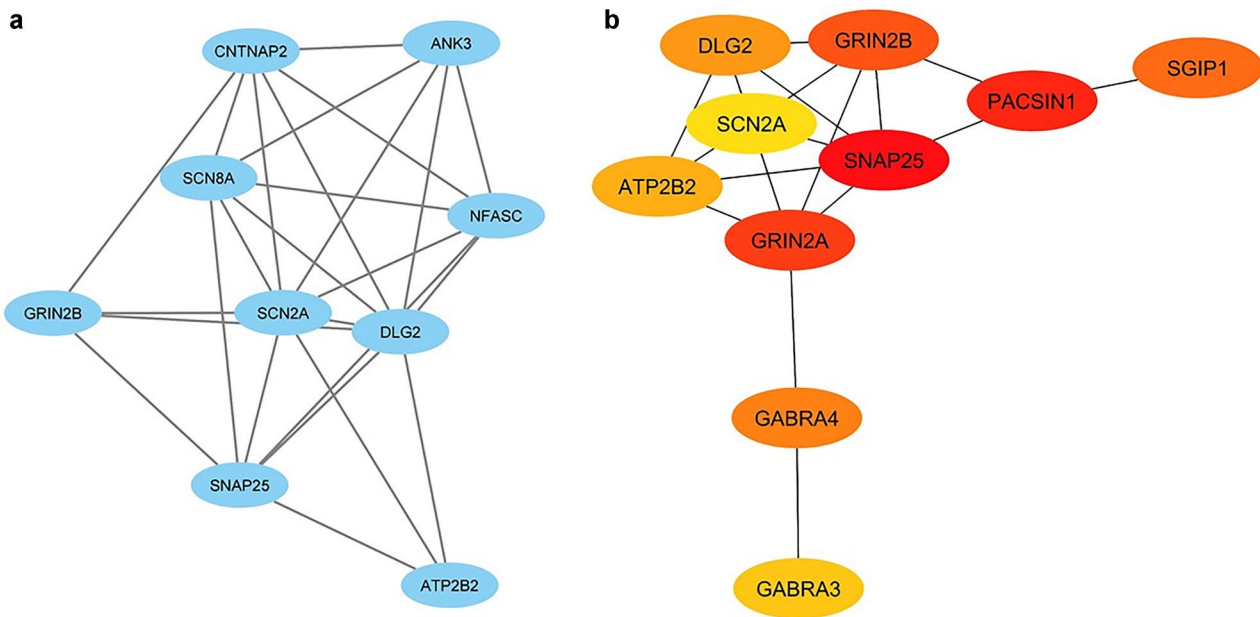 a
CNTNAP2
ANK3
SCN8A
NFASC
GRIN2B
SCN2A
DLG2
SNAP25
ATP2B2
b
DLG2
GRIN2B
SGIP1
PACSIN1
SCN2A
SNAP25
ATP2B2
GRIN2A
GABRA4
GABRA3